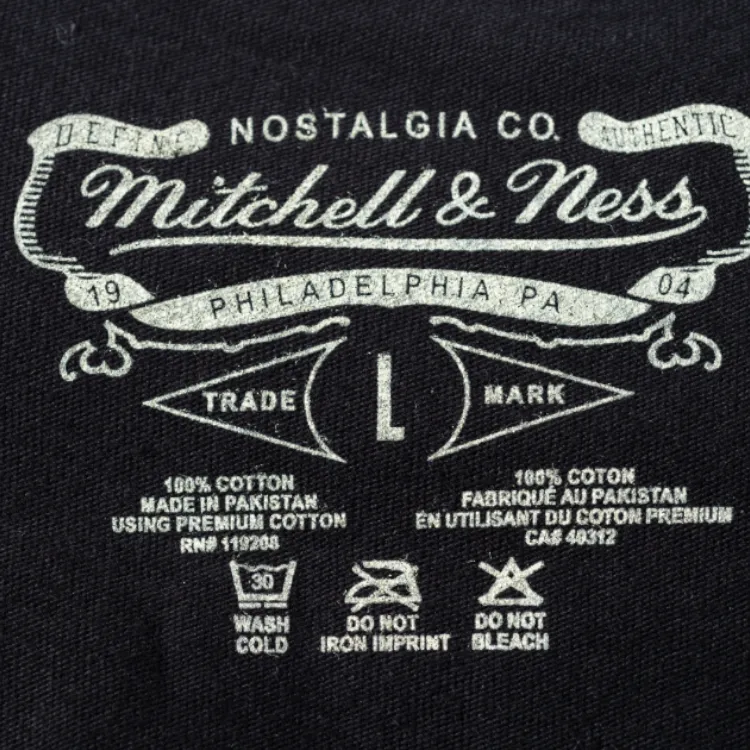 DEFINE NOSTALGIA CO. AUTHENTIC
Mitchell & Ness
19 PHILADELPHIA, PA. 04
TRADE L MARK
100% COTTON
MADE IN PAKISTAN
USING PREMIUM COTTON
RN# 119208
100% COTON
FABRIQUÉ AU PAKISTAN
EN UTILISANT DU COTON PREMIUM
CA# 40312
30
WASH
COLD
DO NOT
IRON IMPRINT
DO NOT
BLEACH